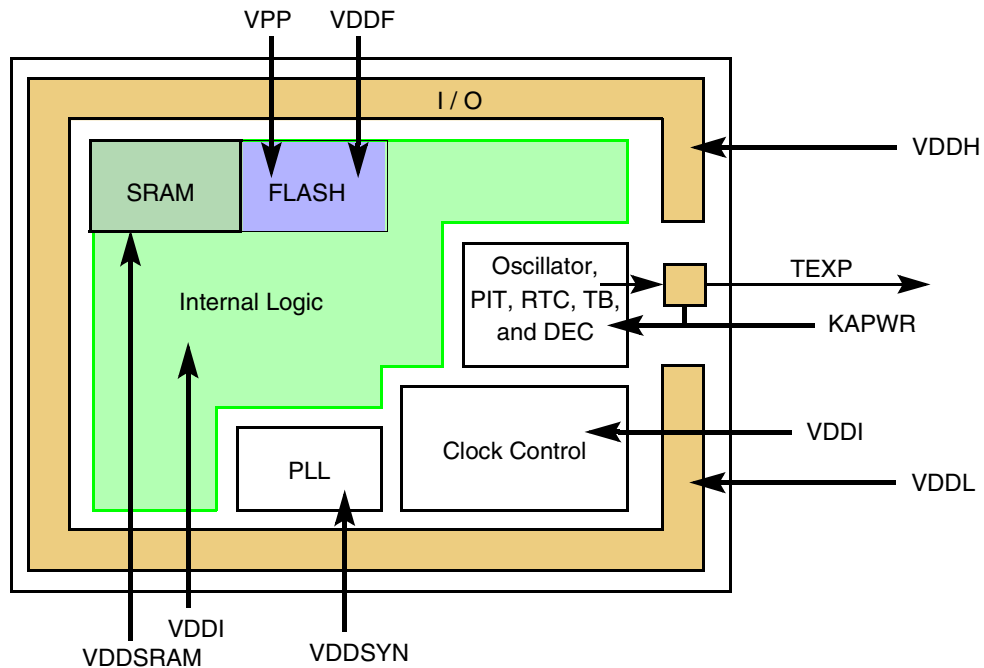 VPP
VDDF
I / O
VDDH
SRAM
FLASH
Oscillator,
PIT, RTC, TB,
and DEC
TEXP
Internal Logic
KAPWR
VDDI
Clock Control
PLL
VDDL
VDDI
VDDSRAM
VDDSYN